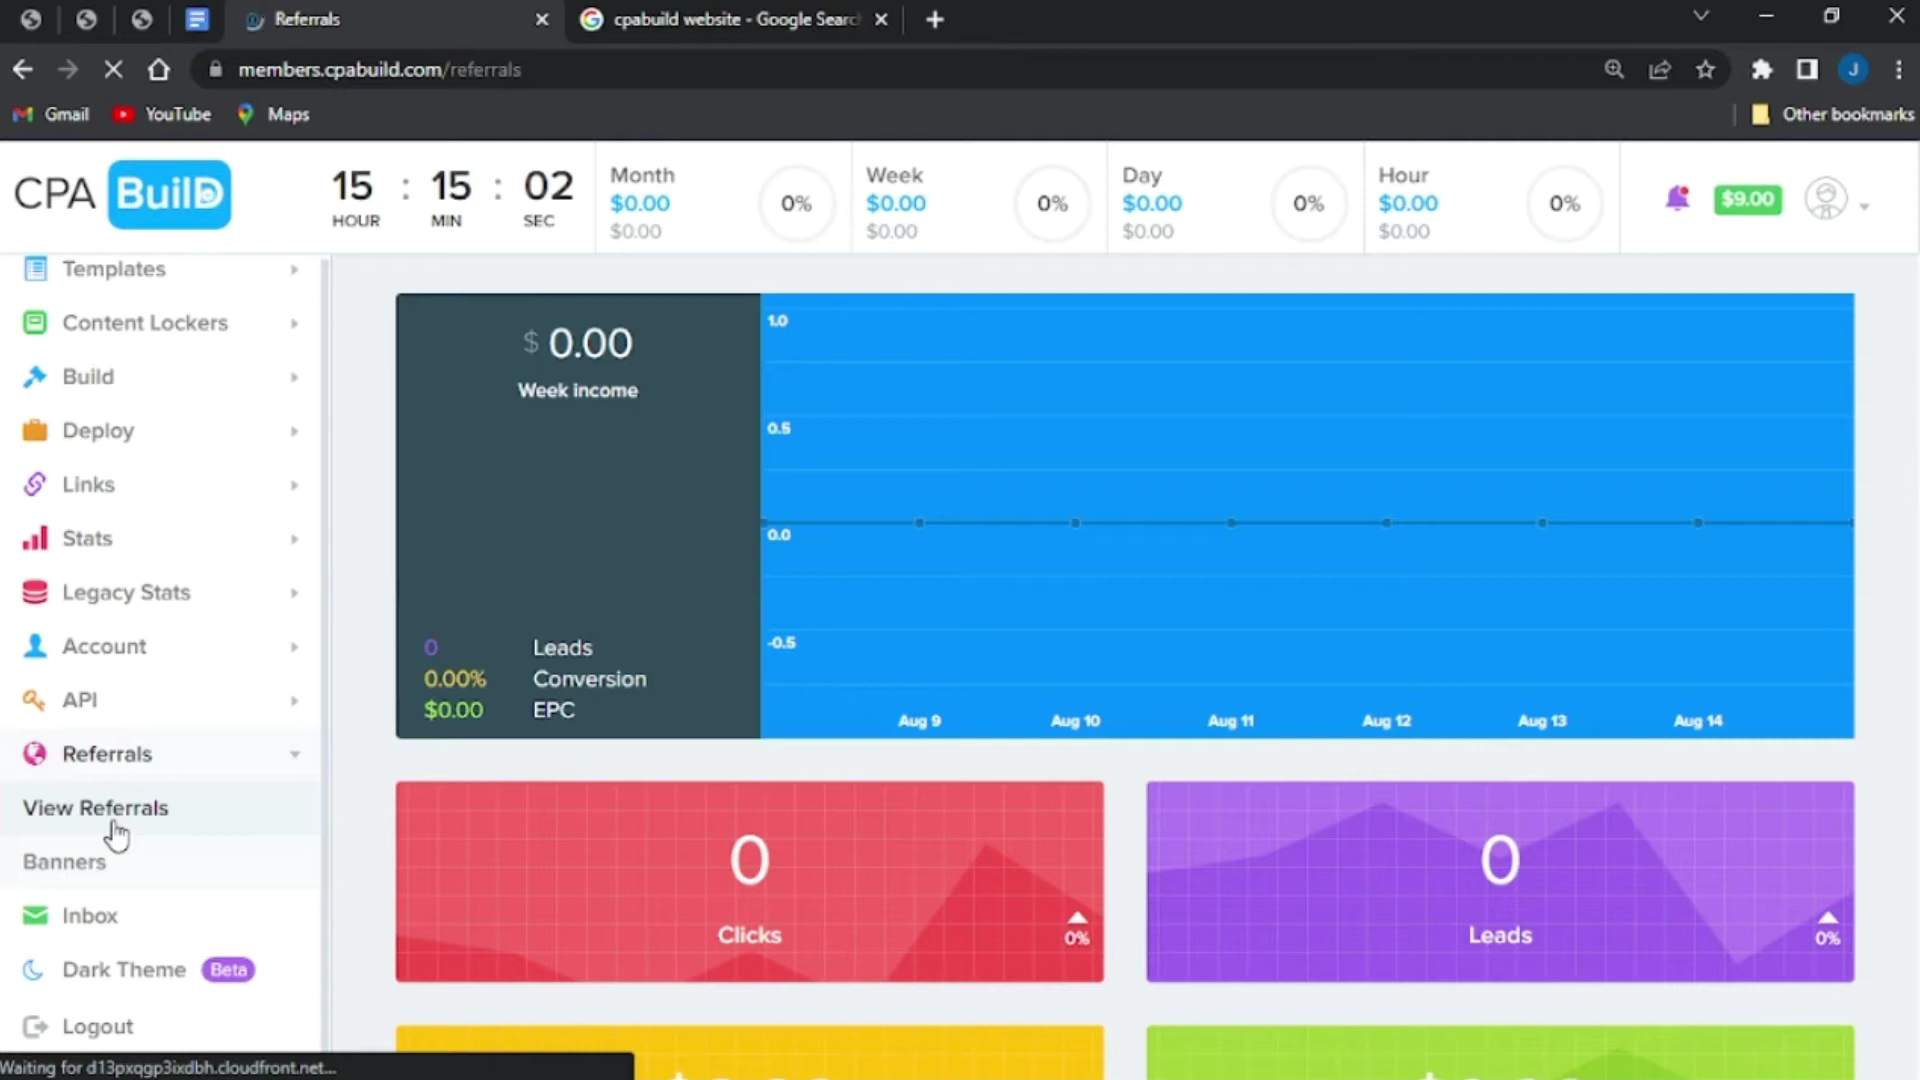 Referrals
cpabuild website - Google Searc
members.cpabuild.com/referrals
J
Gmail
YouTube
Maps
Other bookmarks
CPA BuilD
15 : 15 : 02
HOUR MIN SEC
Month
$0.00
$0.00
0%
Week
$0.00
$0.00
0%
Day
$0.00
$0.00
0%
Hour
$0.00
$0.00
0%
$9.00
Templates
Content Lockers
Build
Deploy
Links
Stats
Legacy Stats
Account
API
Referrals
View Referrals
Banners
Inbox
Dark Theme Beta
Logout
Waiting for d13pxqgp3ixdbh.cloudfront.net...
$ 0.00
Week income
0 Leads
0.00% Conversion
$0.00 EPC
1.0
0.5
0.0
-0.5
Aug 9 Aug 10 Aug 11 Aug 12 Aug 13 Aug 14
0
Clicks
0%
0
Leads
0%